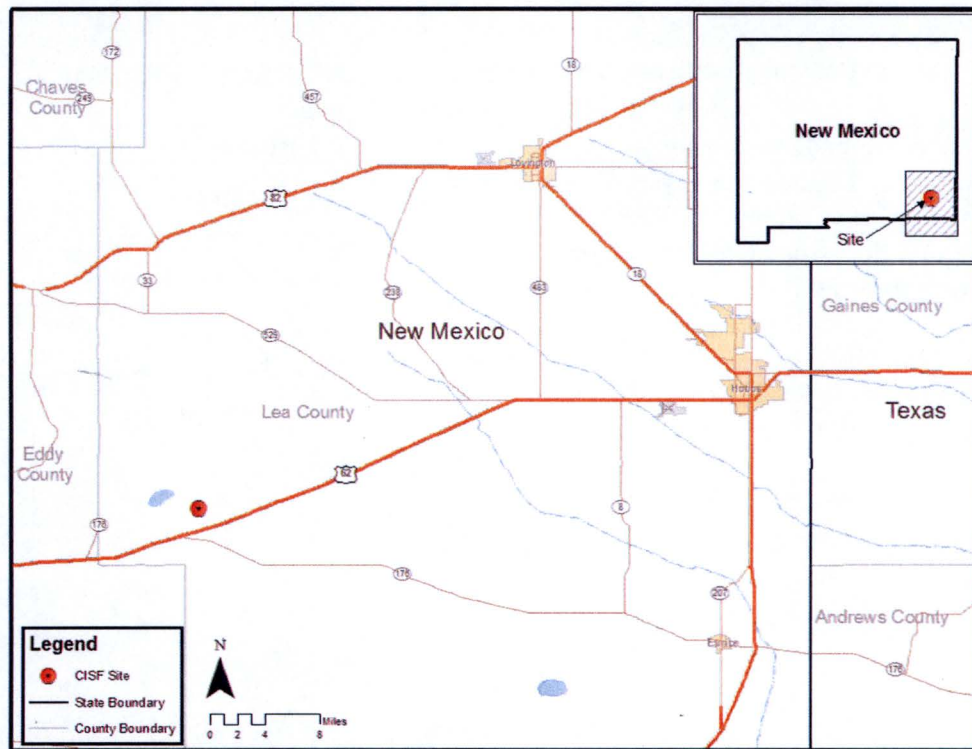 172
18
Chaves
County
249
457
New Mexico
Lovington
Site
82
18
33
238
483
Gaines County
529
New Mexico
Hobbs
Lea County
Texas
Eddy
County
62
8
176
176
207
Andrews County
Eunice
176
Legend
CISF Site
State Boundary
County Boundary
N
0 2 4 8 Miles